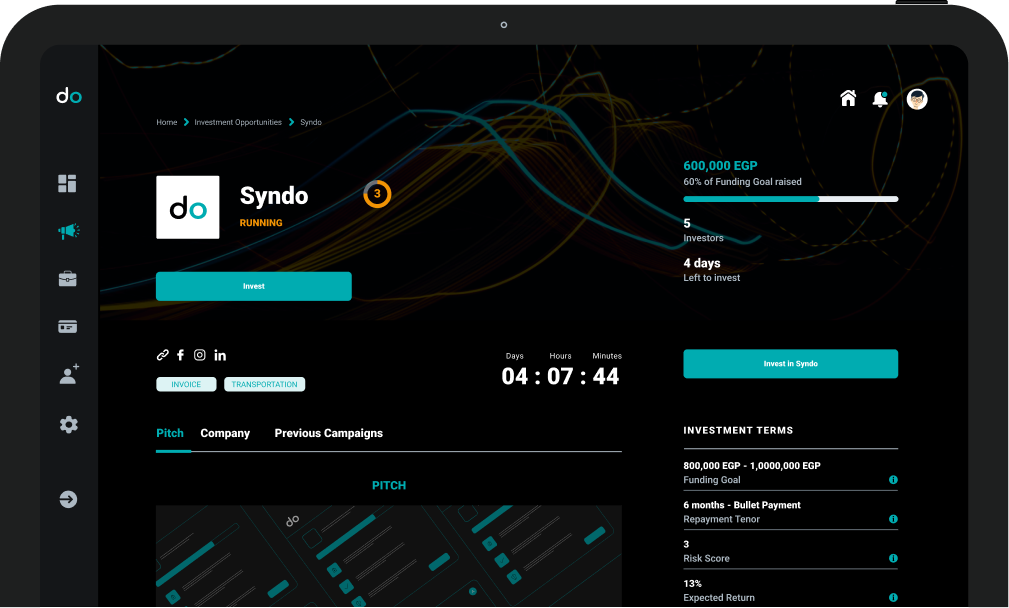 do
Home
Investment Opportunities
Syndo
do
Syndo
3
RUNNING
Invest
600,000 EGP
60% of Funding Goal raised
5
Investors
4 days
Left to invest
INVOICE
TRANSPORTATION
Days Hours Minutes
04 : 07 : 44
Invest in Syndo
Pitch Company Previous Campaigns
PITCH
do
INVESTMENT TERMS
800,000 EGP - 1,0000,000 EGP
Funding Goal
6 months - Bullet Payment
Repayment Tenor
3
Risk Score
13%
Expected Return